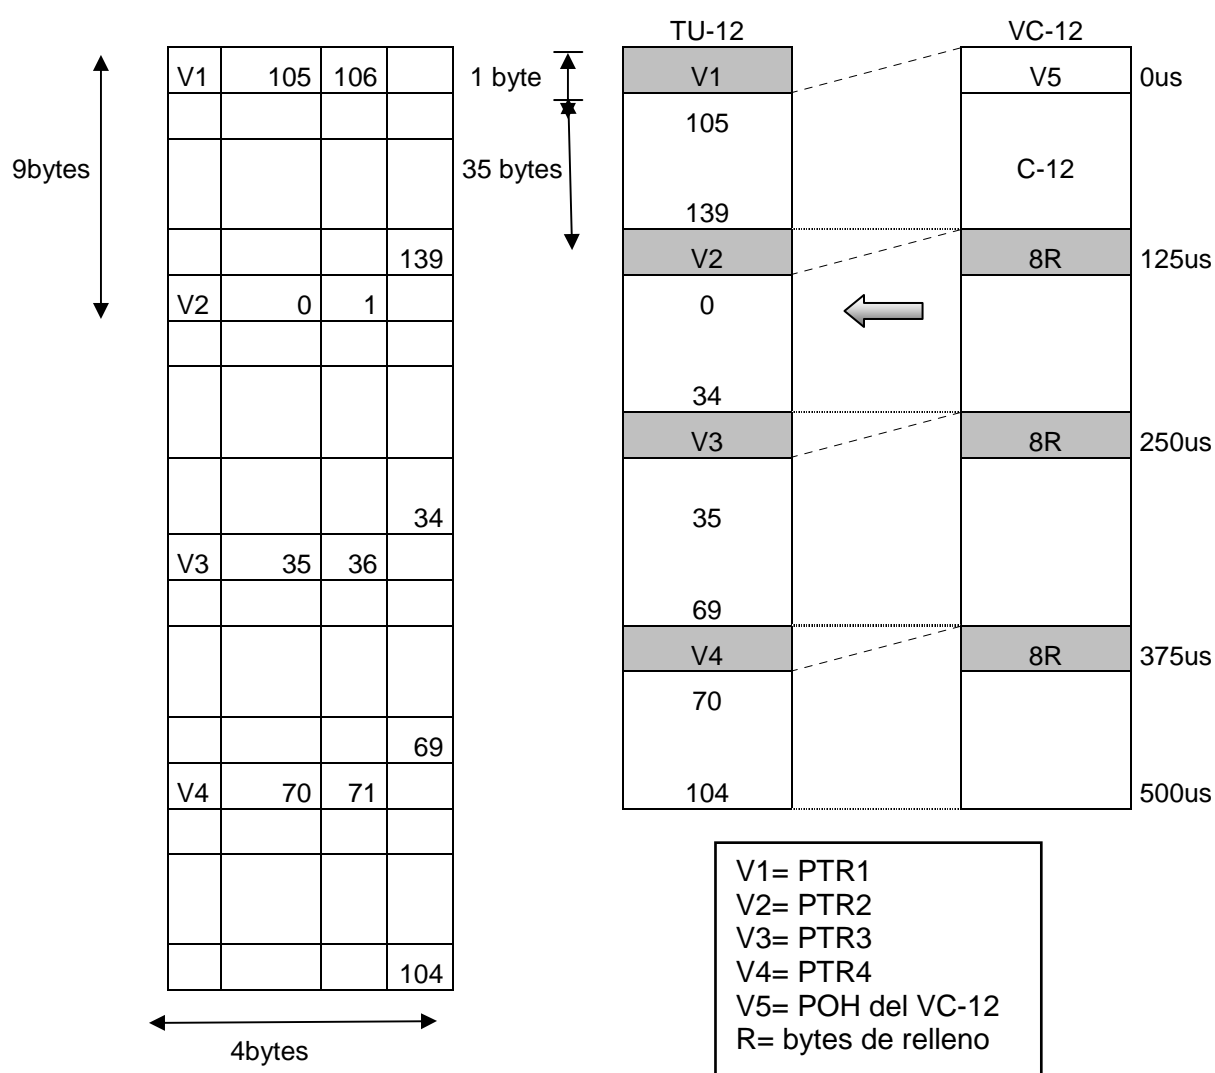 TU-12 VC-12
V1 105 106 1 byte V1 V5 0us
105
9bytes 35 bytes C-12
139
139 V2 8R 125us
V2 0 1 0
34
V3 8R 250us
34 35
V3 35 36
69
V4 8R 375us
70
69
V4 70 71 104 500us
V1= PTR1
V2= PTR2
V3= PTR3
104 V4= PTR4
V5= POH del VC-12
R= bytes de relleno
4bytes